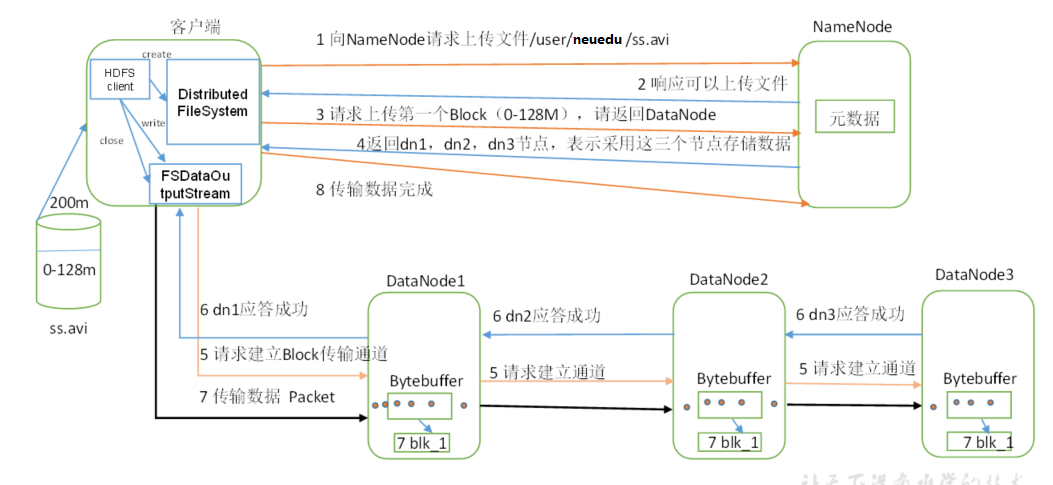 客户端
NameNode
1 向NameNode请求上传文件/user/neuedu /ss.avi
create
HDFS
client
Distributed
FileSystem
2 响应可以上传文件
3 请求上传第一个Block（0-128M），请返回DataNode
元数据
write
close
4返回dn1，dn2，dn3节点，表示采用这三个节点存储数据
FSDataOu
tputStream
8 传输数据完成
200m
0-128m
ss.avi
DataNode1
DataNode2
DataNode3
6 dn1应答成功
6 dn2应答成功
6 dn3应答成功
5 请求建立Block传输通道
5 请求建立通道
5 请求建立通道
7 传输数据 Packet
Bytebuffer
Bytebuffer
Bytebuffer
7 blk_1
7 blk_1
7 blk_1